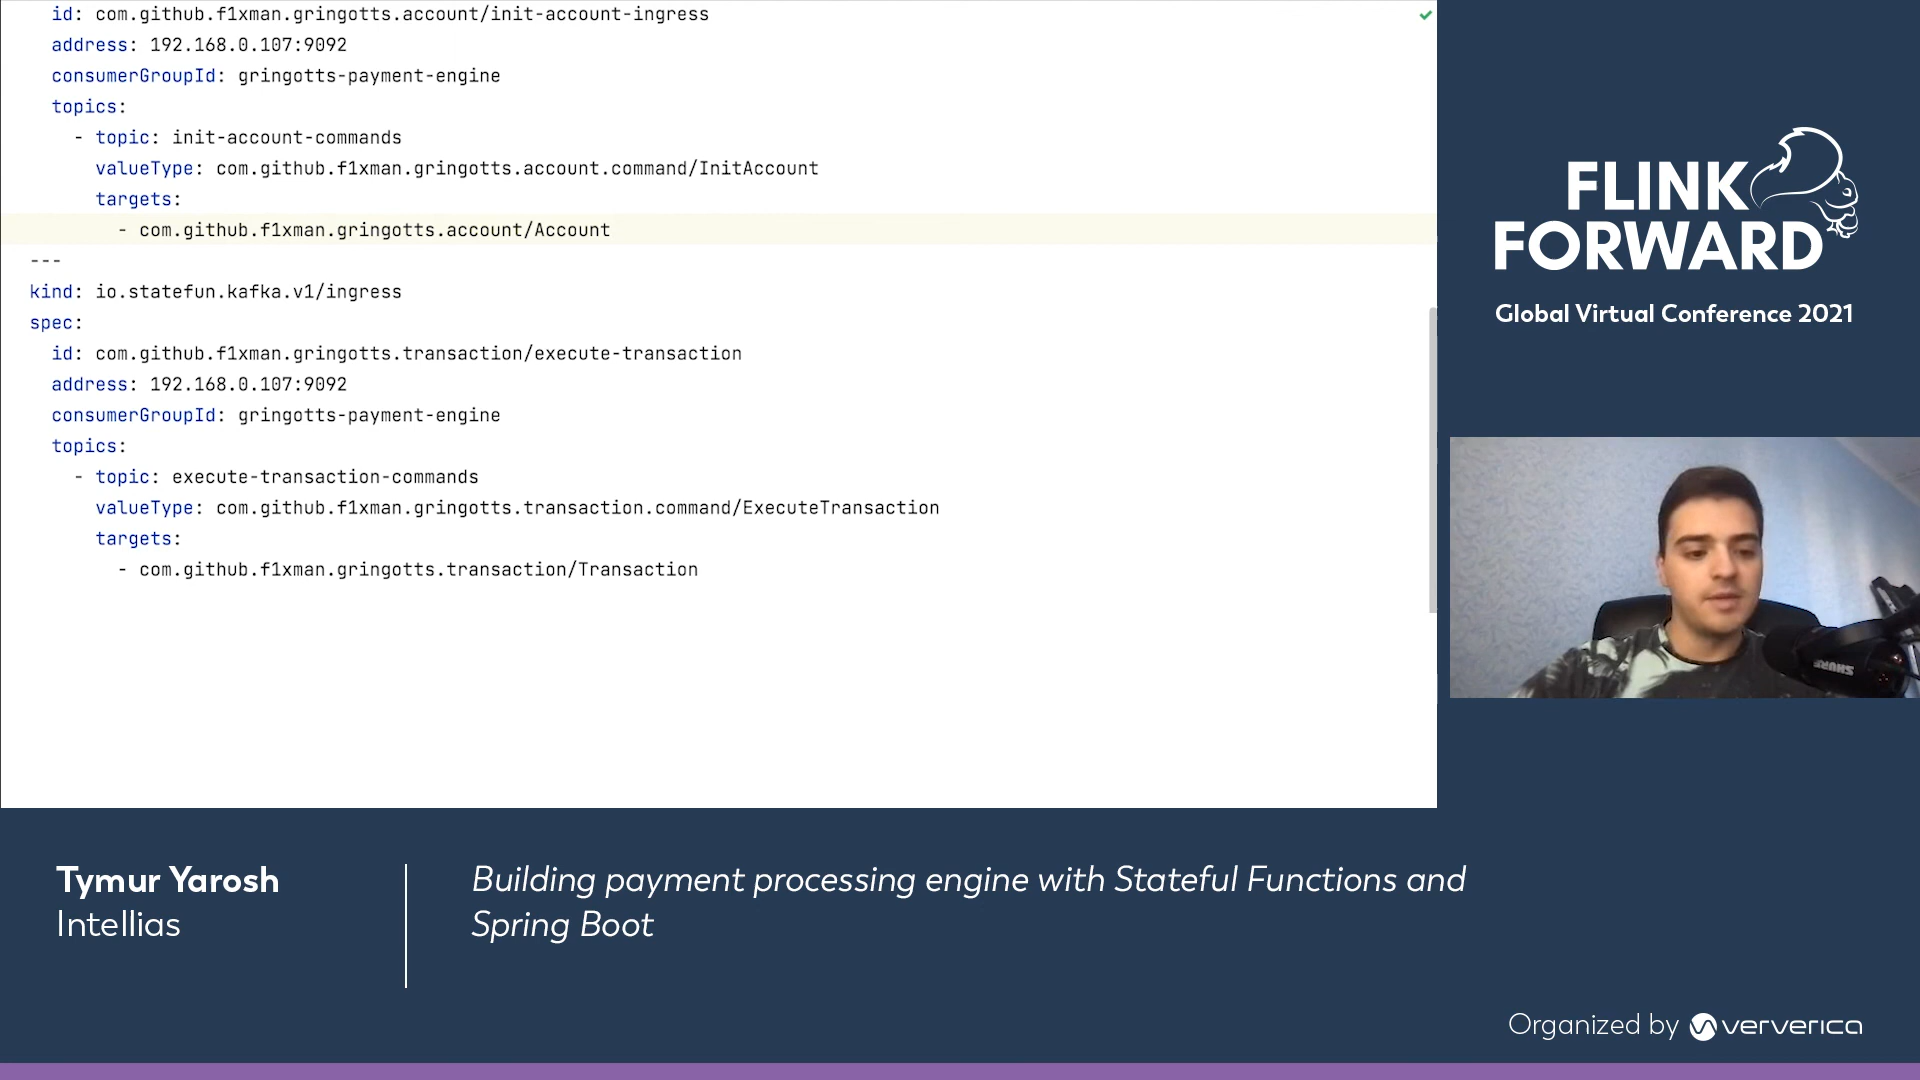 id: com.github.f1xman.gringotts.account/init-account-ingress
address: 192.168.0.107:9092
consumerGroupId: gringotts-payment-engine
topics:
- topic: init-account-commands
valueType: com.github.f1xman.gringotts.account.command/InitAccount
targets:
- com.github.f1xman.gringotts.account/Account
---
kind: io.statefun.kafka.v1/ingress
spec:
id: com.github.f1xman.gringotts.transaction/execute-transaction
address: 192.168.0.107:9092
consumerGroupId: gringotts-payment-engine
topics:
- topic: execute-transaction-commands
valueType: com.github.f1xman.gringotts.transaction.command/ExecuteTransaction
targets:
- com.github.f1xman.gringotts.transaction/Transaction
FLINK
FORWARD
Global Virtual Conference 2021
SHURE
Tymur Yarosh
Intellias
Building payment processing engine with Stateful Functions and
Spring Boot
Organized by ververica